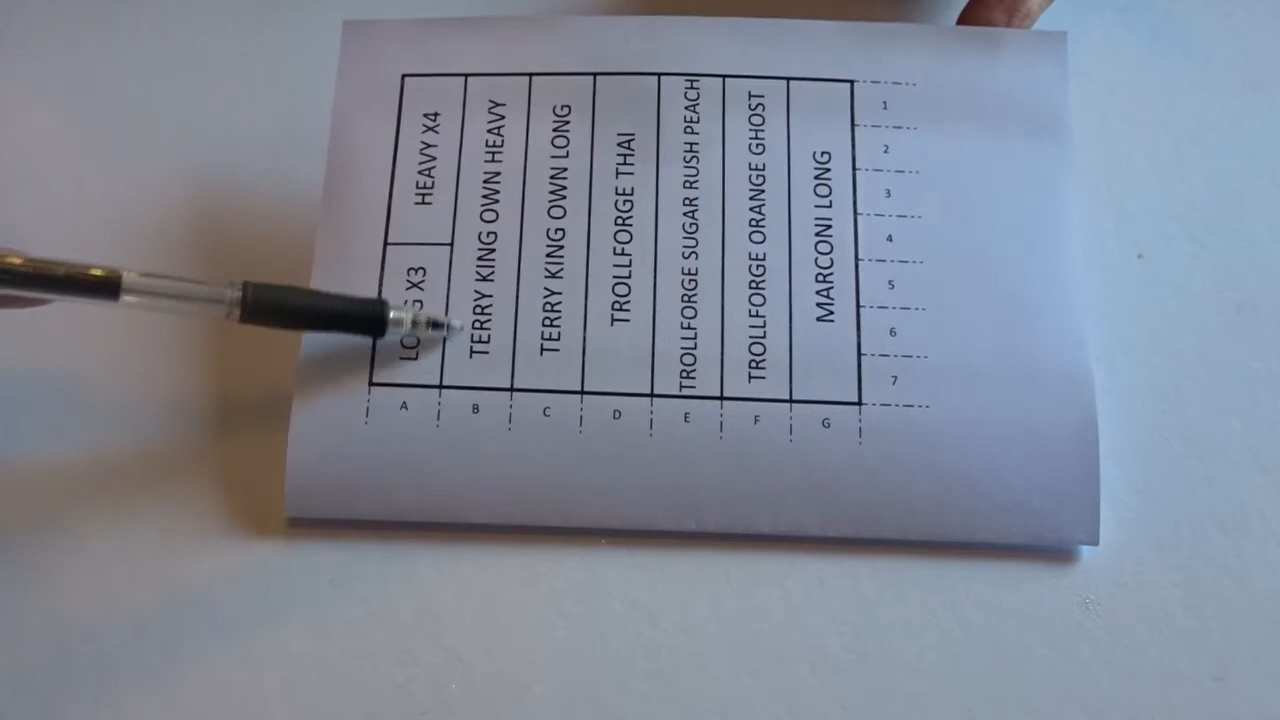 HEAVY X4
LONG X3
TERRY KING OWN HEAVY
TERRY KING OWN LONG
TROLLFORGE THAI
TROLLFORGE SUGAR RUSH PEACH
TROLLFORGE ORANGE GHOST
MARCONI LONG
1
2
3
4
5
6
7
A
B
C
D
E
F
G